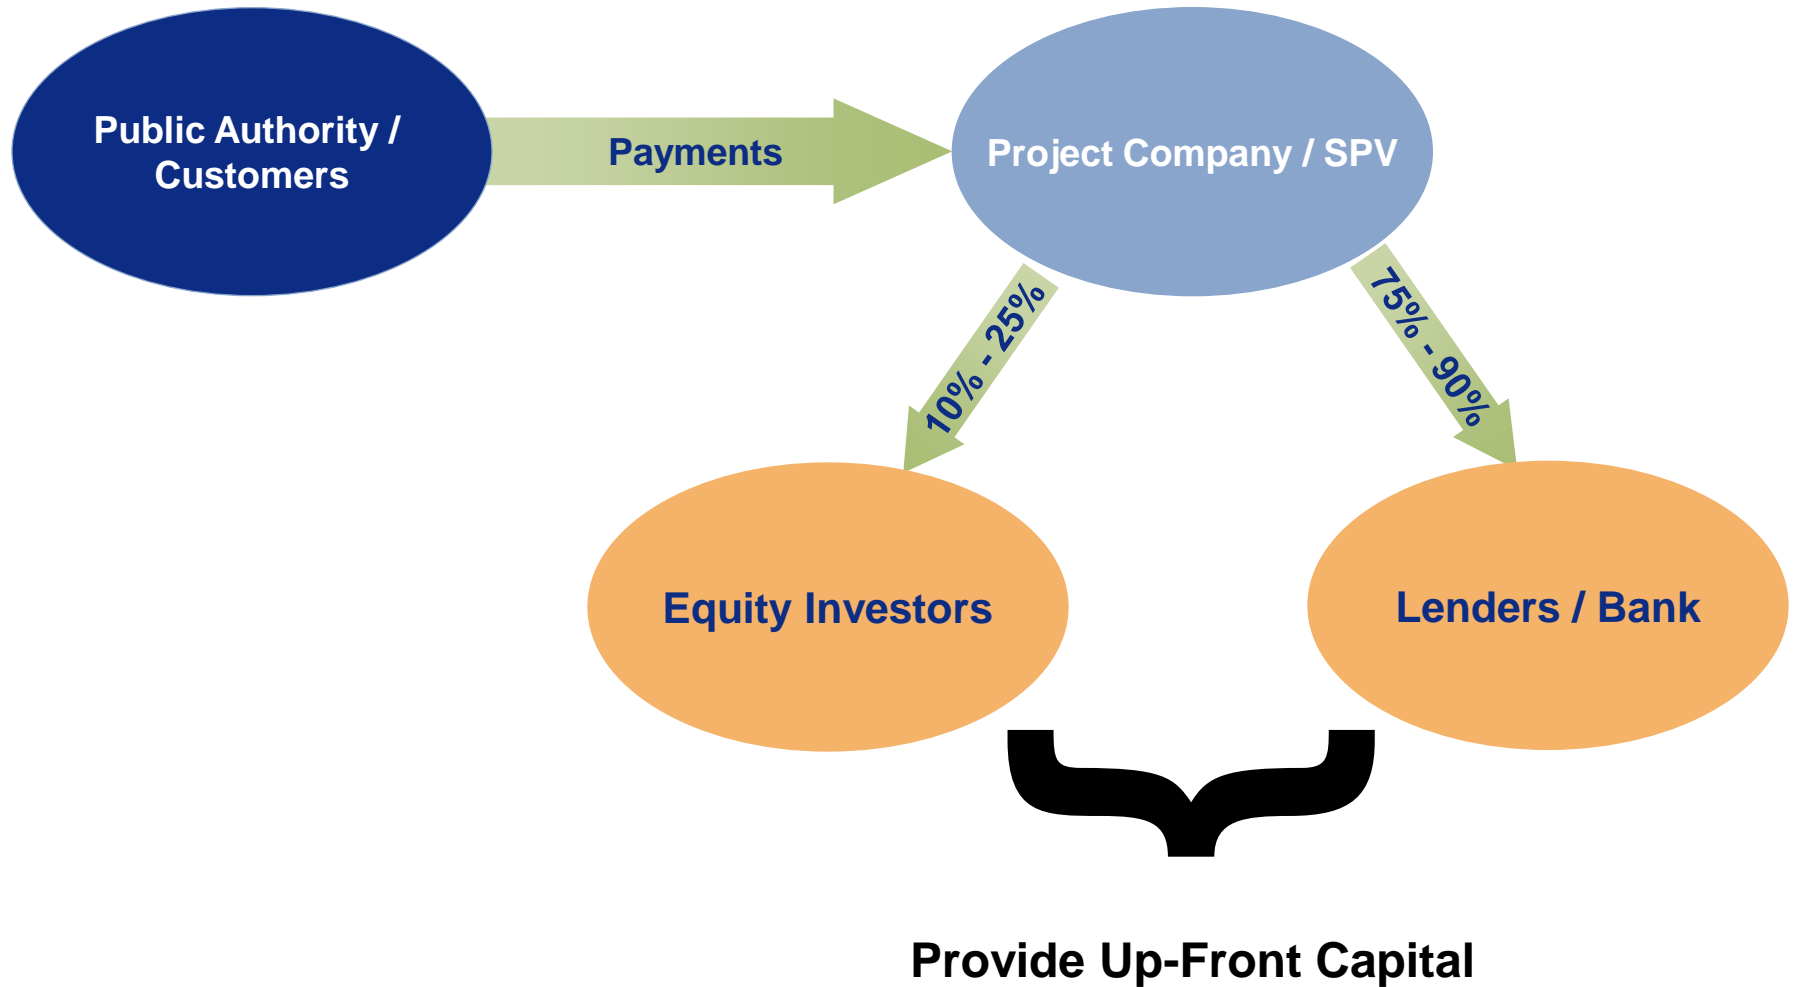 Public Authority /
Customers
Payments
Project Company / SPV
10% - 25%
75% - 90%
Equity Investors
Lenders / Bank
Provide Up-Front Capital